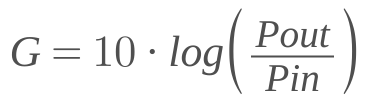 G = 10 · log(Pout/Pin)